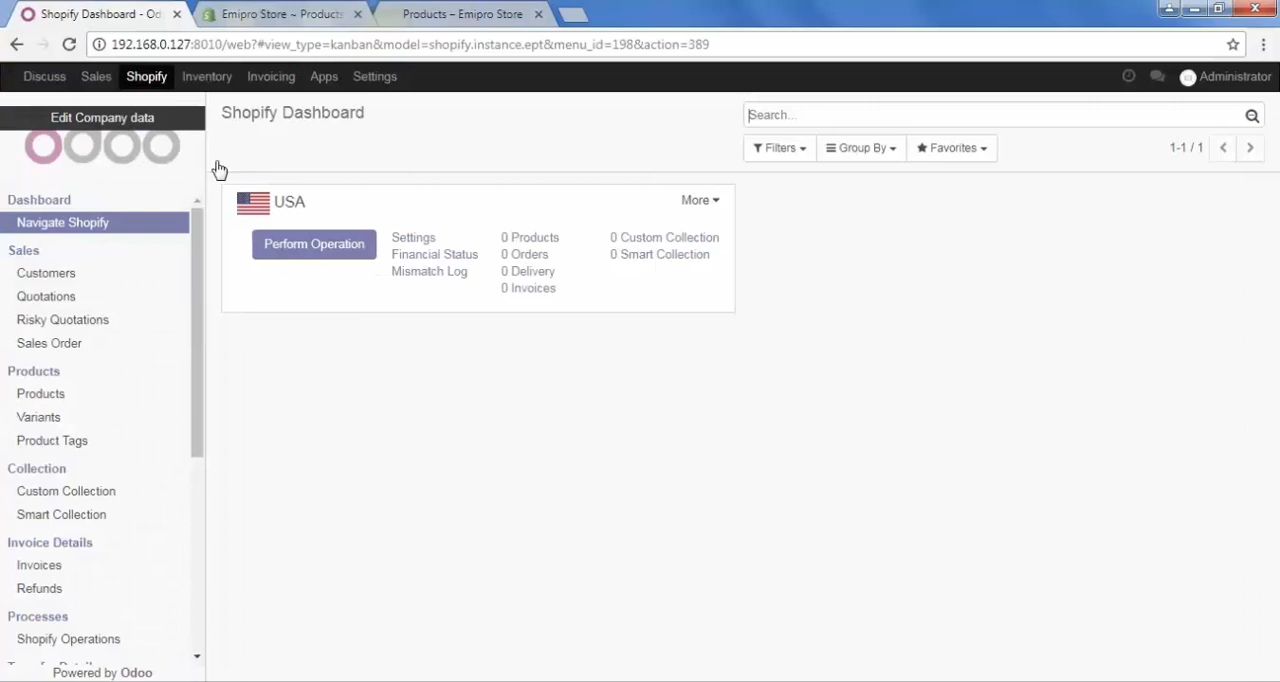 Shopify Dashboard - Od
Emipro Store ~ Products
Products – Emipro Store
192.168.0.127:8010/web?#view_type=kanban&model=shopify.instance.ept&menu_id=198&action=389
Discuss Sales Shopify Inventory Invoicing Apps Settings Administrator
Edit Company data
odoo
Shopify Dashboard
Search...
Filters Group By Favorites 1-1 / 1
Dashboard
Navigate Shopify
Sales
Customers
Quotations
Risky Quotations
Sales Order
Products
Products
Variants
Product Tags
Collection
Custom Collection
Smart Collection
Invoice Details
Invoices
Refunds
Processes
Shopify Operations
Powered by Odoo
USA More
Perform Operation
Settings
Financial Status
Mismatch Log
0 Products
0 Orders
0 Delivery
0 Invoices
0 Custom Collection
0 Smart Collection